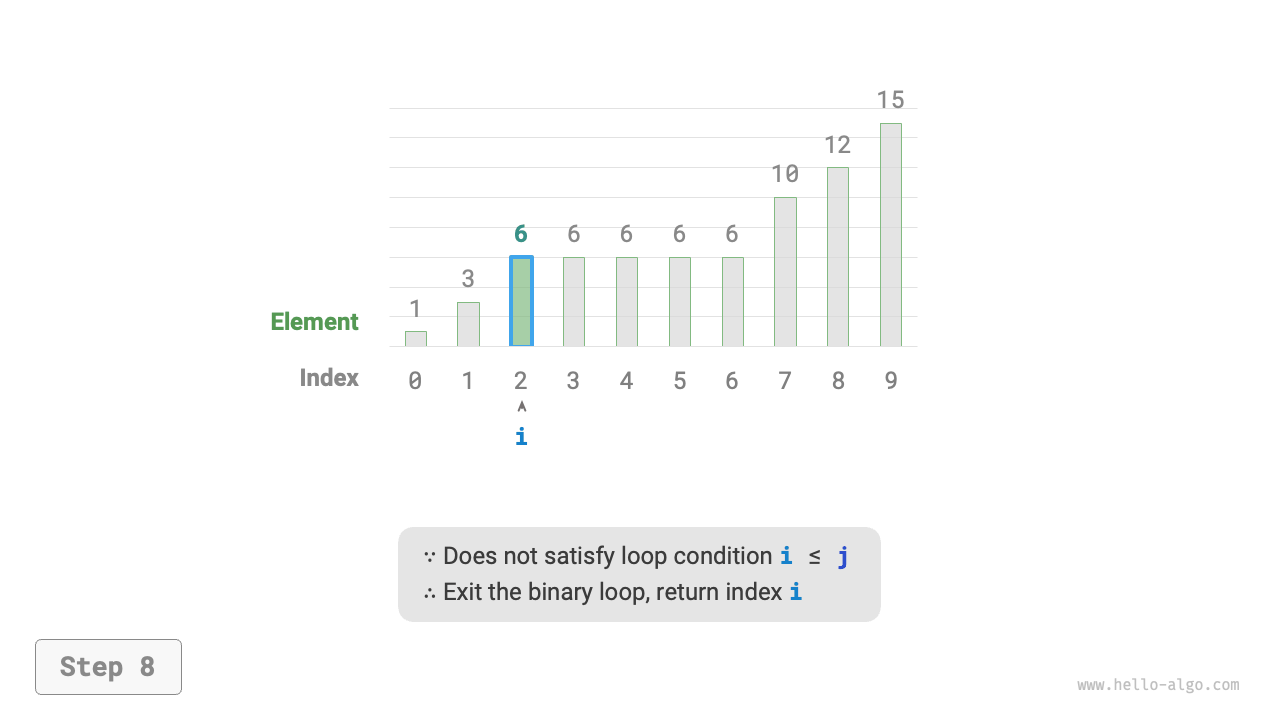 15
12
10
6 6 6 6 6
3
1
Element
Index 0 1 2 3 4 5 6 7 8 9
i
∵ Does not satisfy loop condition i ≤ j
∴ Exit the binary loop, return index i
Step 8
www.hello-algo.com